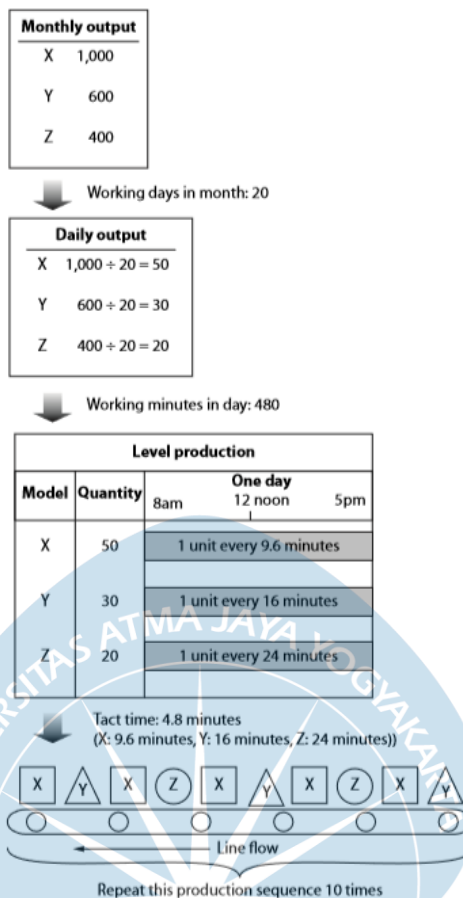 Monthly output
X 1,000
Y 600
Z 400
Working days in month: 20
Daily output
X 1,000 ÷ 20 = 50
Y 600 ÷ 20 = 30
Z 400 ÷ 20 = 20
Working minutes in day: 480
Level production
Model Quantity One day
8am 12 noon 5pm
X 50 1 unit every 9.6 minutes
Y 30 1 unit every 16 minutes
Z 20 1 unit every 24 minutes
ATMA JAYA YOGYAKARTA
Tact time: 4.8 minutes
(X: 9.6 minutes, Y: 16 minutes, Z: 24 minutes))
X Y X Z X Y X Z X Y
Line flow
Repeat this production sequence 10 times